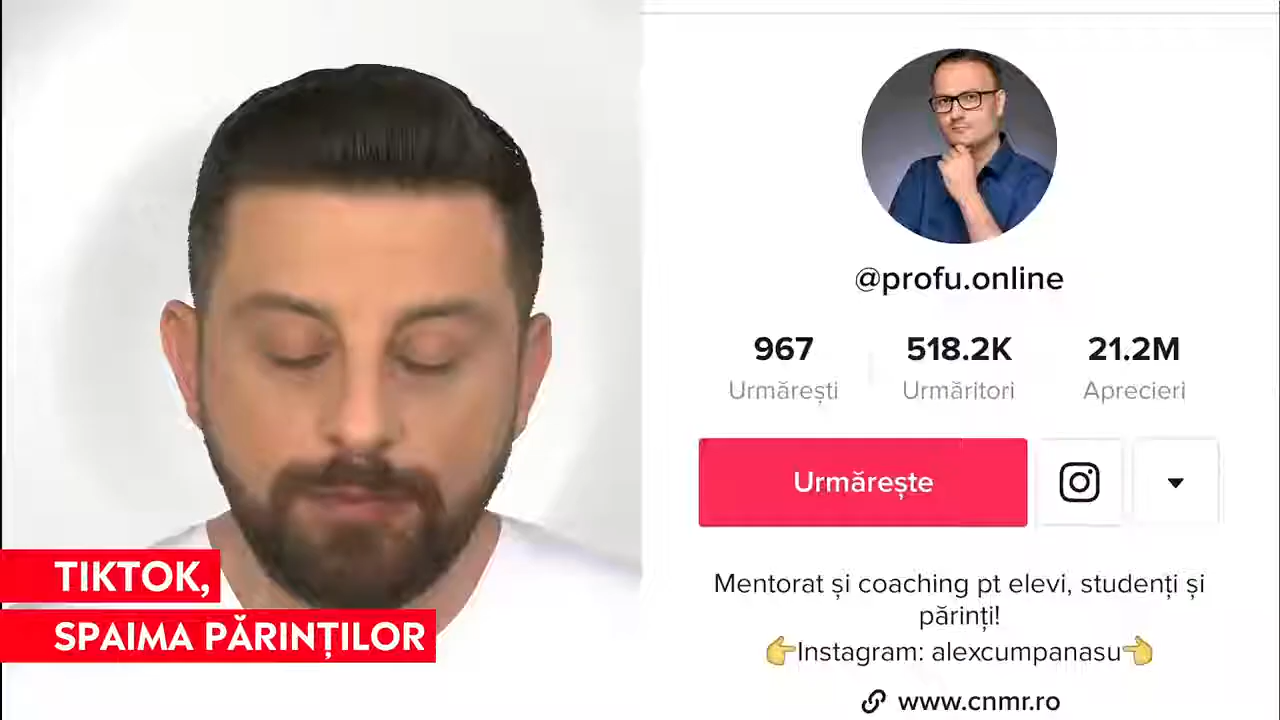 TIKTOK,
SPAIMA PĂRINȚILOR
@profu.online
967
518.2K
21.2M
Urmărești
Urmăritori
Aprecieri
Urmărește
Mentorat și coaching pt elevi, studenți și
părinți!
👉Instagram: alexcumpanasu👈
www.cnmr.ro